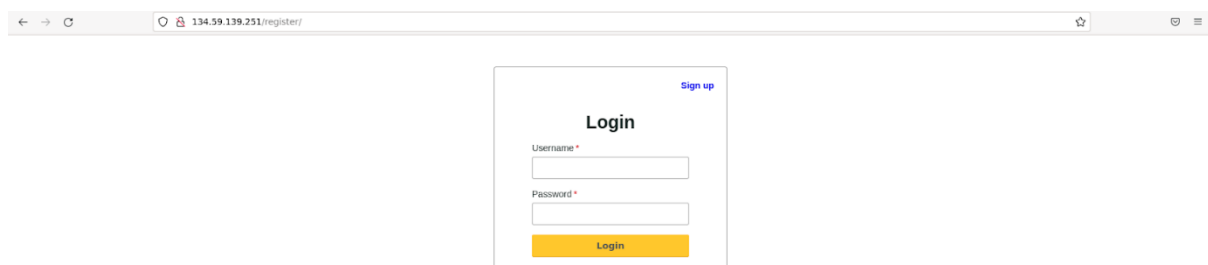 134.59.139.251/register/
Sign up
Login
Username *
Password *
Login